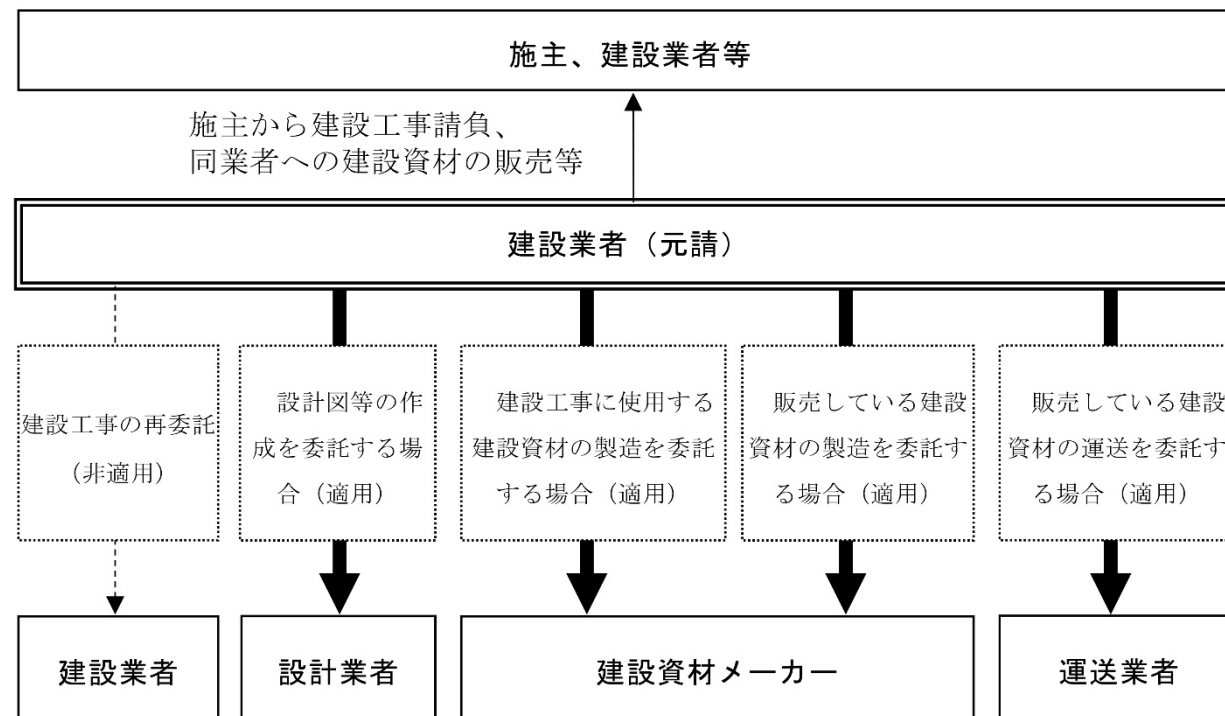 施主、建設業者等
施主から建設工事請負、
同業者への建設資材の販売等
建設業者（元請）
建設工事の再委託
（非適用）
設計図等の作
成を委託する場
合（適用）
建設工事に使用する
建設資材の製造を委託
する場合（適用）
販売している建設
資材の製造を委託す
る場合（適用）
販売している建設
資材の運送を委託す
る場合（適用）
建設業者
設計業者
建設資材メーカー
運送業者